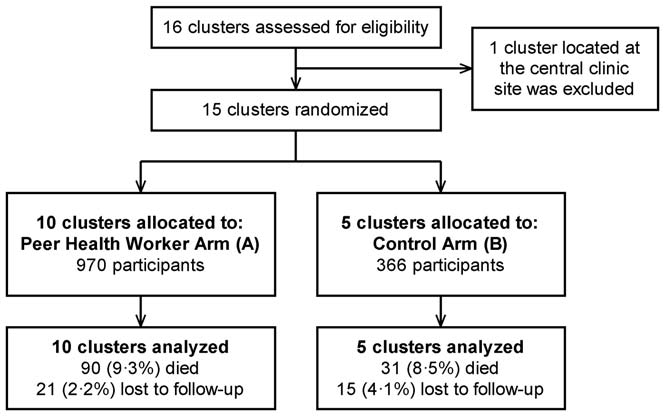 16 clusters assessed for eligibility
1 cluster located at
the central clinic
site was excluded
15 clusters randomized
10 clusters allocated to:
Peer Health Worker Arm (A)
970 participants
5 clusters allocated to:
Control Arm (B)
366 participants
10 clusters analyzed
90 (9·3%) died
21 (2·2%) lost to follow-up
5 clusters analyzed
31 (8·5%) died
15 (4·1%) lost to follow-up